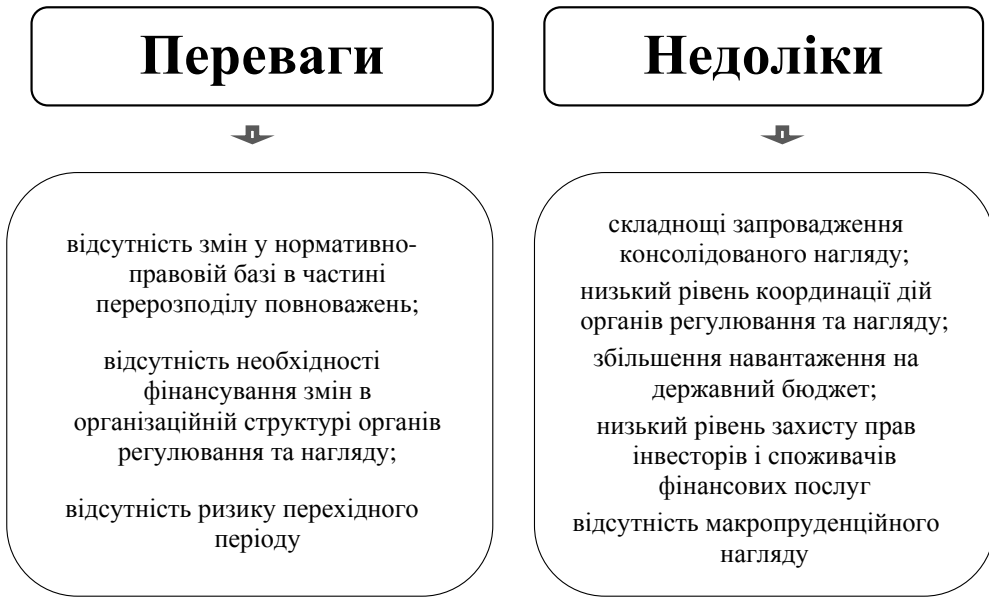 Переваги
Недоліки
відсутність змін у нормативно-
правовій базі в частині
перерозподілу повноважень;
відсутність необхідності
фінансування змін в
організаційній структурі органів
регулювання та нагляду;
відсутність ризику перехідного
періоду
складнощі запровадження
консолідованого нагляду;
низький рівень координації дій
органів регулювання та нагляду;
збільшення навантаження на
державний бюджет;
низький рівень захисту прав
інвесторів і споживачів
фінансових послуг
відсутність макропруденційного
нагляду